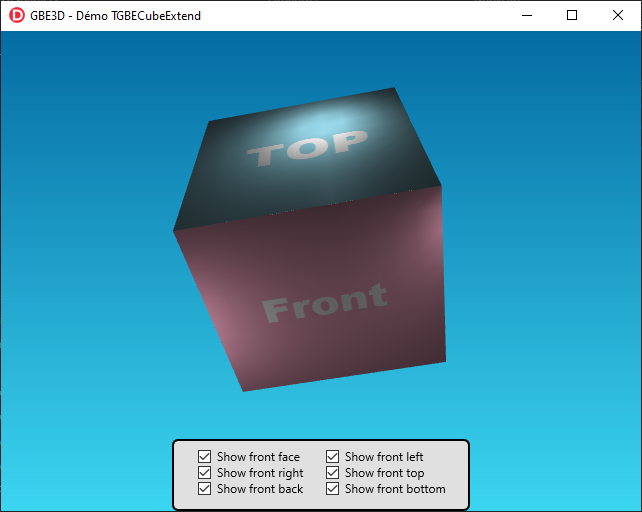 GBE3D - Démo TGBECubeExtend
TOP
Front
Show front face
Show front left
Show front right
Show front top
Show front back
Show front bottom